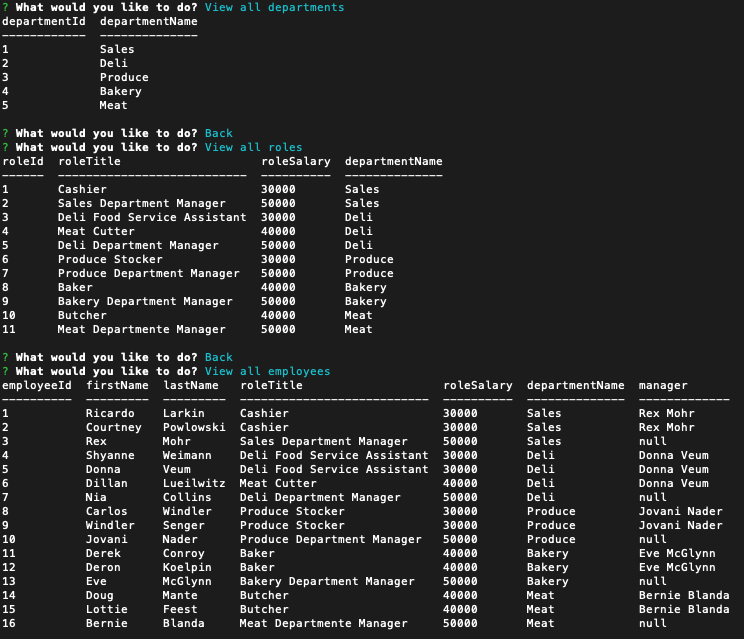 ? What would you like to do? View all departments
departmentId  departmentName
------------  --------------
1             Sales
2             Deli
3             Produce
4             Bakery
5             Meat
? What would you like to do? Back
? What would you like to do? View all roles
roleId  roleTitle                    roleSalary  departmentName
------  ---------------------------  ----------  --------------
1       Cashier                      30000       Sales
2       Sales Department Manager     50000       Sales
3       Deli Food Service Assistant  30000       Deli
4       Meat Cutter                  40000       Deli
5       Deli Department Manager      50000       Deli
6       Produce Stocker              30000       Produce
7       Produce Department Manager   50000       Produce
8       Baker                        40000       Bakery
9       Bakery Department Manager    50000       Bakery
10      Butcher                      40000       Meat
11      Meat Departmente Manager     50000       Meat
? What would you like to do? Back
? What would you like to do? View all employees
employeeId  firstName  lastName   roleTitle                    roleSalary  departmentName  manager
----------  ---------  ---------  ---------------------------  ----------  --------------  -------------
1           Ricardo    Larkin     Cashier                      30000       Sales           Rex Mohr
2           Courtney   Powlowski  Cashier                      30000       Sales           Rex Mohr
3           Rex        Mohr       Sales Department Manager     50000       Sales           null
4           Shyanne    Weimann    Deli Food Service Assistant  30000       Deli            Donna Veum
5           Donna      Veum       Deli Food Service Assistant  30000       Deli            Donna Veum
6           Dillan     Lueilwitz  Meat Cutter                  40000       Deli            Donna Veum
7           Nia        Collins    Deli Department Manager      50000       Deli            null
8           Carlos     Windler    Produce Stocker              30000       Produce         Jovani Nader
9           Windler    Senger     Produce Stocker              30000       Produce         Jovani Nader
10          Jovani     Nader      Produce Department Manager   50000       Produce         null
11          Derek      Conroy     Baker                        40000       Bakery          Eve McGlynn
12          Deron      Koelpin    Baker                        40000       Bakery          Eve McGlynn
13          Eve        McGlynn    Bakery Department Manager    50000       Bakery          null
14          Doug       Mante      Butcher                      40000       Meat            Bernie Blanda
15          Lottie     Feest      Butcher                      40000       Meat            Bernie Blanda
16          Bernie     Blanda     Meat Departmente Manager     50000       Meat            null